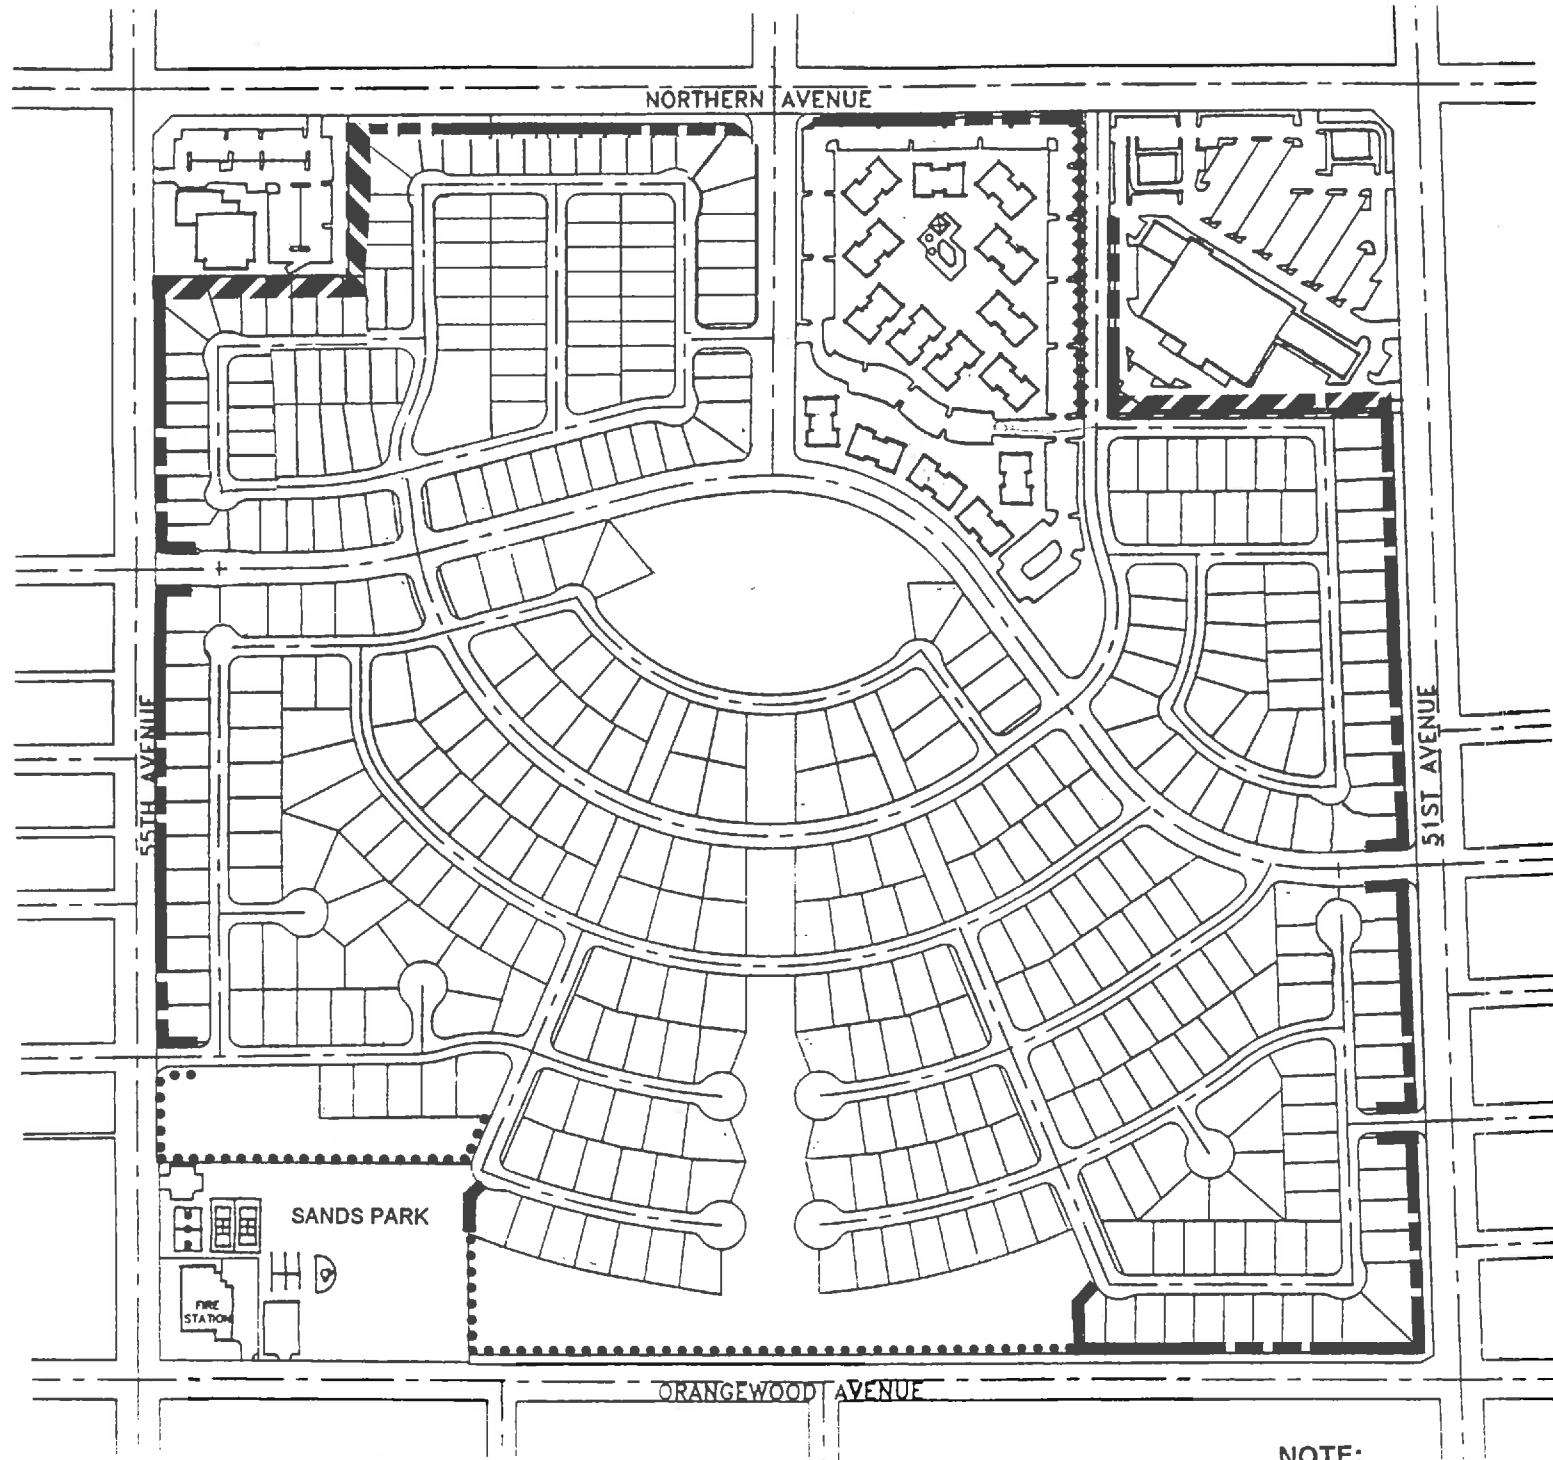 NORTHERN AVENUE
55TH AVENUE
51ST AVENUE
SANDS PARK
FIRE
STATION
ORANGEWOOD AVENUE
NOTE: